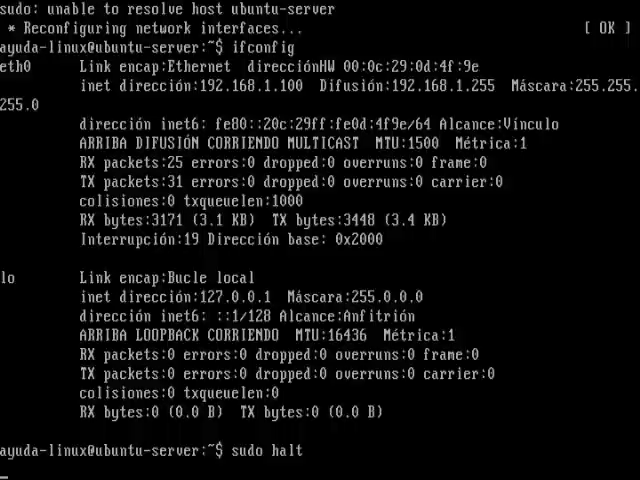 sudo: unable to resolve host ubuntu-server
* Reconfiguring network interfaces... [ OK ]
ayuda-linux@ubuntu-server:~$ ifconfig
eth0 Link encap:Ethernet direcciónHW 00:0c:29:0d:4f:9e
inet dirección:192.168.1.100 Difusión:192.168.1.255 Máscara:255.255.
255.0
dirección inet6: fe80::20c:29ff:fe0d:4f9e/64 Alcance:Vínculo
ARRIBA DIFUSIÓN CORRIENDO MULTICAST MTU:1500 Métrica:1
RX packets:25 errors:0 dropped:0 overruns:0 frame:0
TX packets:31 errors:0 dropped:0 overruns:0 carrier:0
colisiones:0 txqueuelen:1000
RX bytes:3171 (3.1 KB) TX bytes:3448 (3.4 KB)
Interrupción:19 Dirección base: 0x2000
lo Link encap:Bucle local
inet dirección:127.0.0.1 Máscara:255.0.0.0
dirección inet6: ::1/128 Alcance:Anfitrión
ARRIBA LOOPBACK CORRIENDO MTU:16436 Métrica:1
RX packets:0 errors:0 dropped:0 overruns:0 frame:0
TX packets:0 errors:0 dropped:0 overruns:0 carrier:0
colisiones:0 txqueuelen:0
RX bytes:0 (0.0 B) TX bytes:0 (0.0 B)
ayuda-linux@ubuntu-server:~$ sudo halt